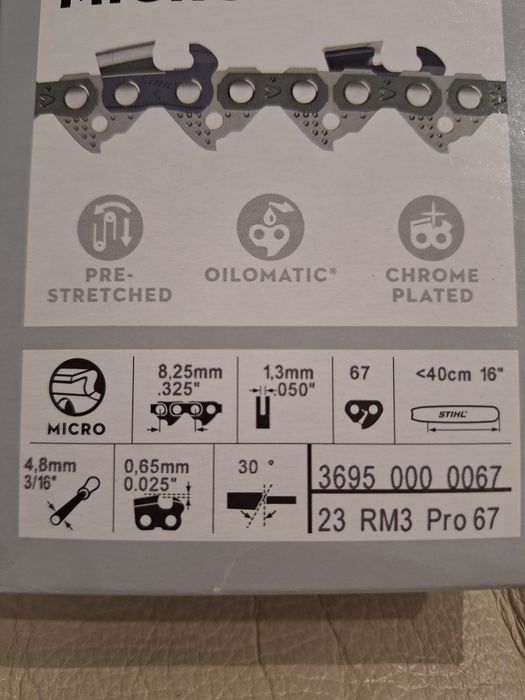 PRE-
STRETCHED
OILOMATIC®
CHROME
PLATED
MICRO
8,25mm
.325"
1,3mm
.050"
67
<40cm 16"
STIHL
4,8mm
3/16"
0,65mm
0.025"
30 °
3695 000 0067
23 RM3 Pro 67